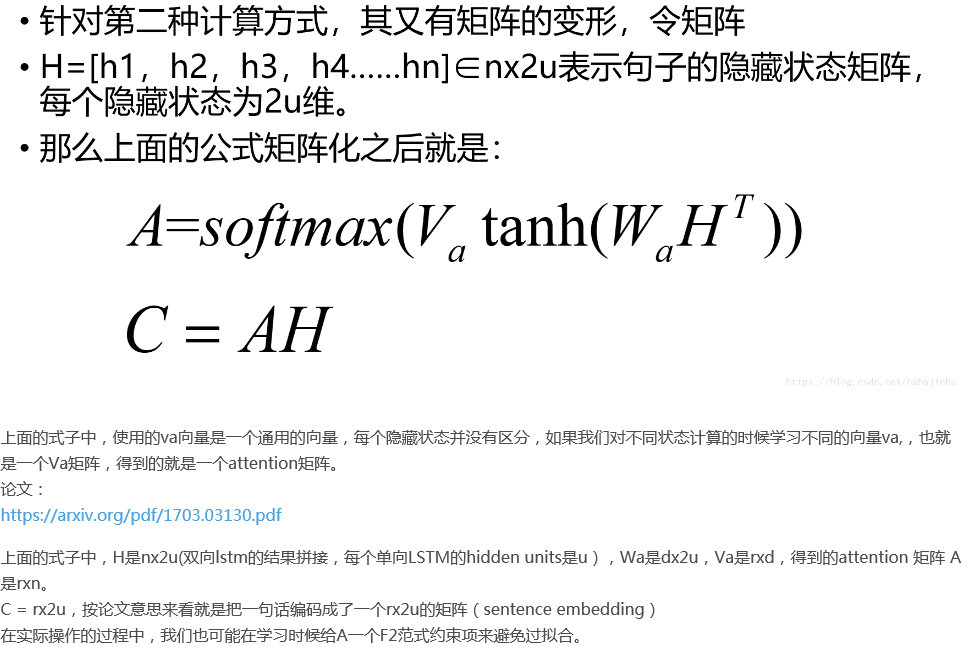 • 针对第二种计算方式，其又有矩阵的变形，令矩阵
• H=[h1，h2，h3，h4......hn]∈nx2u表示句子的隐藏状态矩阵，
每个隐藏状态为2u维。
• 那么上面的公式矩阵化之后就是：
A=softmax(V_a tanh(W_a H^T))
C = AH
https://blog.csdn.net/hahajinbu
上面的式子中，使用的va向量是一个通用的向量，每个隐藏状态并没有区分，如果我们对不同状态计算的时候学习不同的向量va,，也就
是一个Va矩阵，得到的就是一个attention矩阵。
论文：
https://arxiv.org/pdf/1703.03130.pdf
上面的式子中，H是nx2u(双向lstm的结果拼接，每个单向LSTM的hidden units是u），Wa是dx2u，Va是rxd，得到的attention 矩阵 A
是rxn。
C = rx2u，按论文意思来看就是把一句话编码成了一个rx2u的矩阵（sentence embedding）
在实际操作的过程中，我们也可能在学习时候给A一个F2范式约束项来避免过拟合。